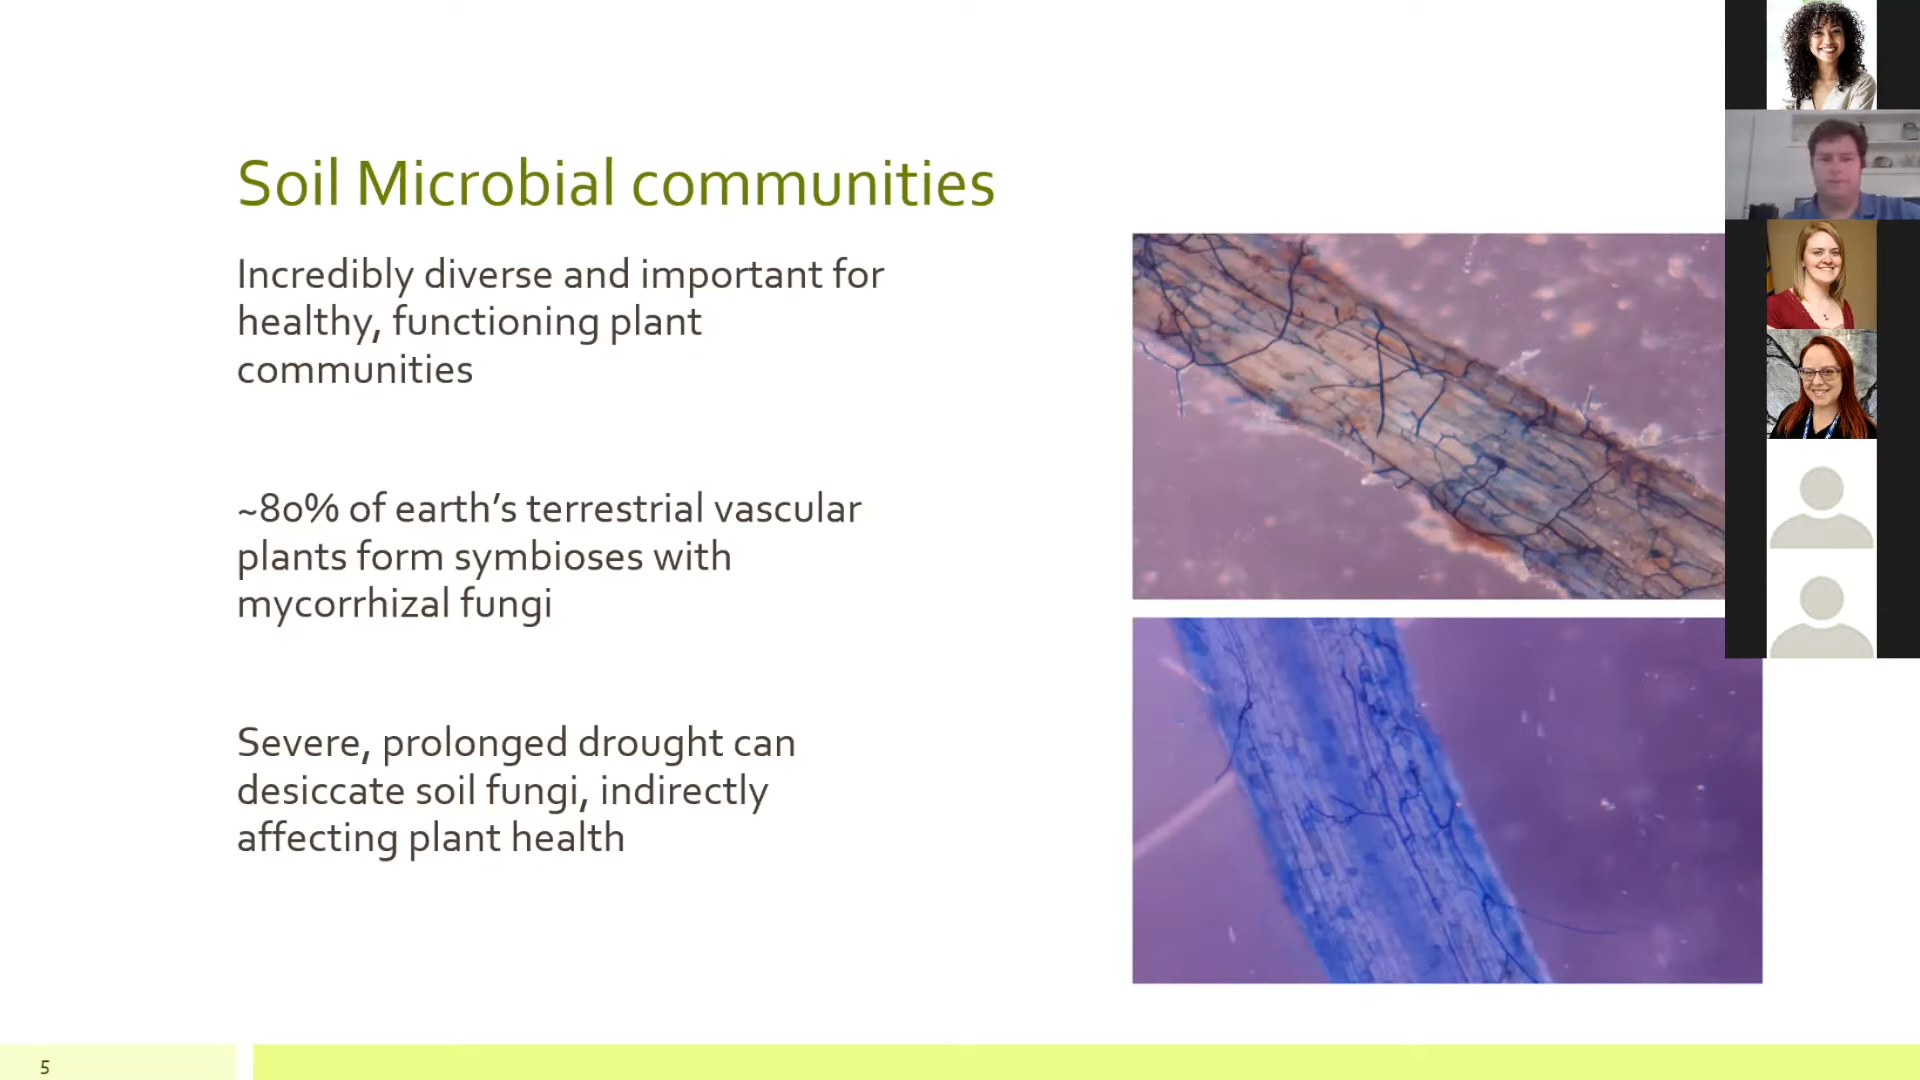 Soil Microbial communities
Incredibly diverse and important for
healthy, functioning plant
communities
~80% of earth’s terrestrial vascular
plants form symbioses with
mycorrhizal fungi
Severe, prolonged drought can
desiccate soil fungi, indirectly
affecting plant health
5